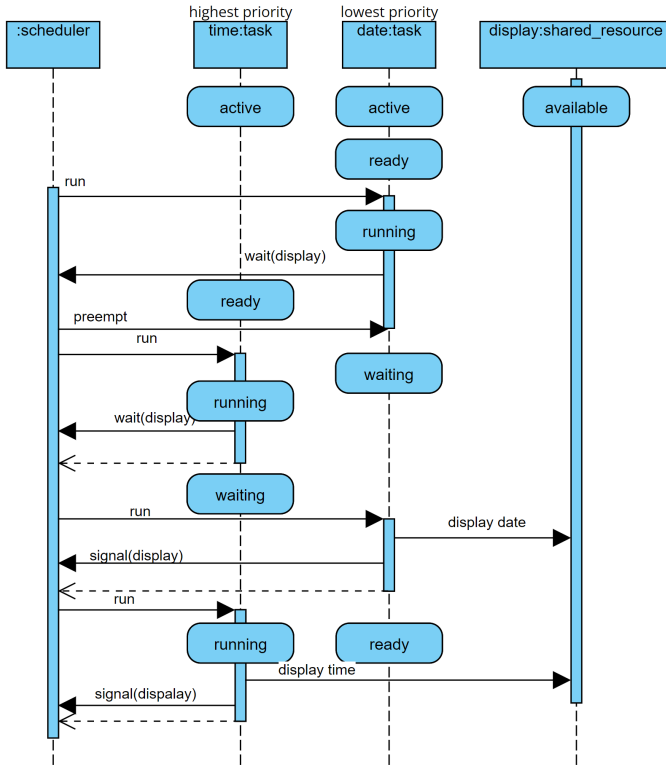 highest priority
lowest priority
:scheduler
time:task
date:task
display:shared_resource
active
active
available
ready
run
running
wait(display)
ready
preempt
run
waiting
running
wait(display)
waiting
run
display date
signal(display)
run
running
ready
display time
signal(dispalay)